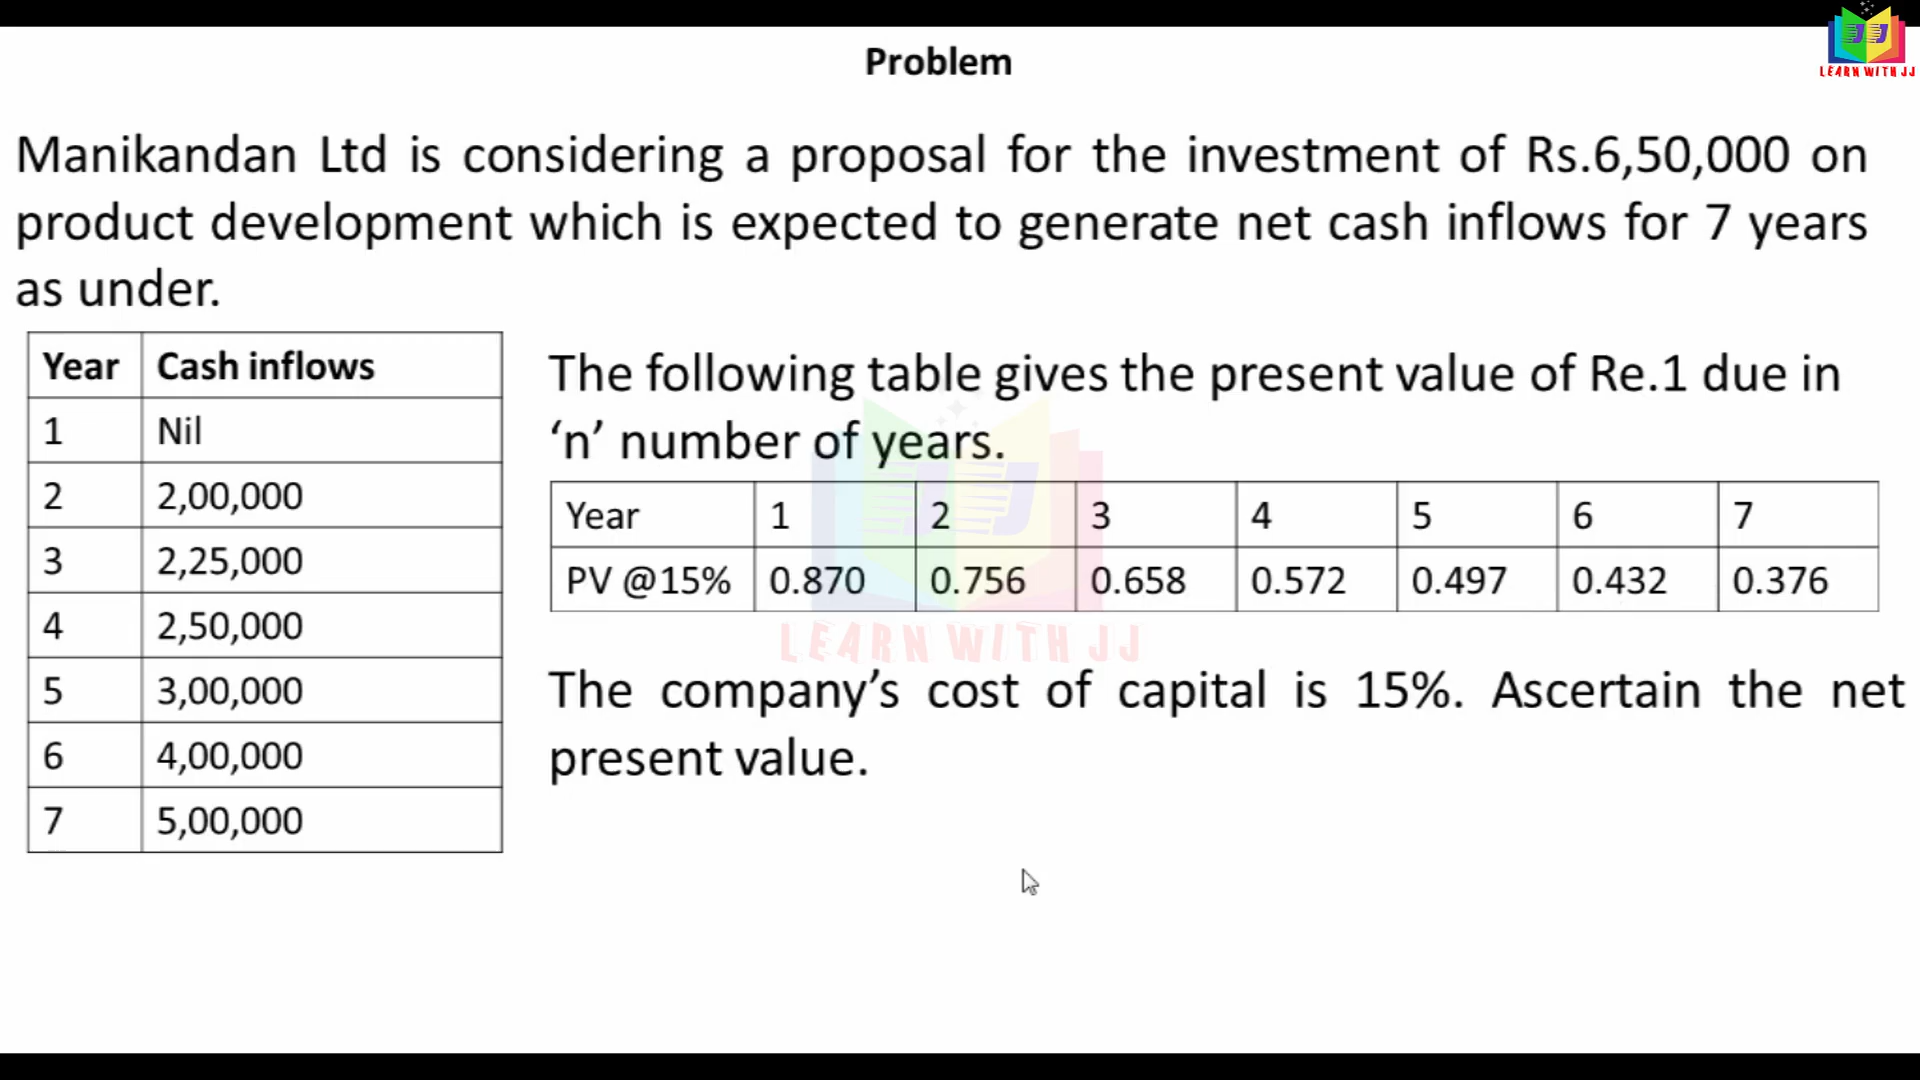 Problem
LEARN WITH JJ
Manikandan Ltd is considering a proposal for the investment of Rs.6,50,000 on
product development which is expected to generate net cash inflows for 7 years
as under.
Year Cash inflows
1 Nil
2 2,00,000
3 2,25,000
4 2,50,000
5 3,00,000
6 4,00,000
7 5,00,000
The following table gives the present value of Re.1 due in
‘n’ number of years.
Year 1 2 3 4 5 6 7
PV @15% 0.870 0.756 0.658 0.572 0.497 0.432 0.376
LEARN WITH JJ
The company’s cost of capital is 15%. Ascertain the net
present value.